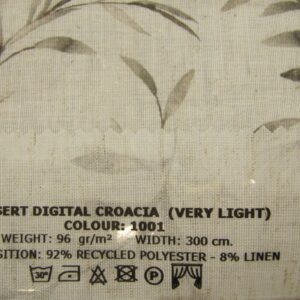 SERT DIGITAL CROACIA (VERY LIGHT)
COLOUR: 1001
WEIGHT: 96 gr/m² WIDTH: 300 cm.
SITION: 92% RECYCLED POLYESTER - 8% LINEN
30°
P